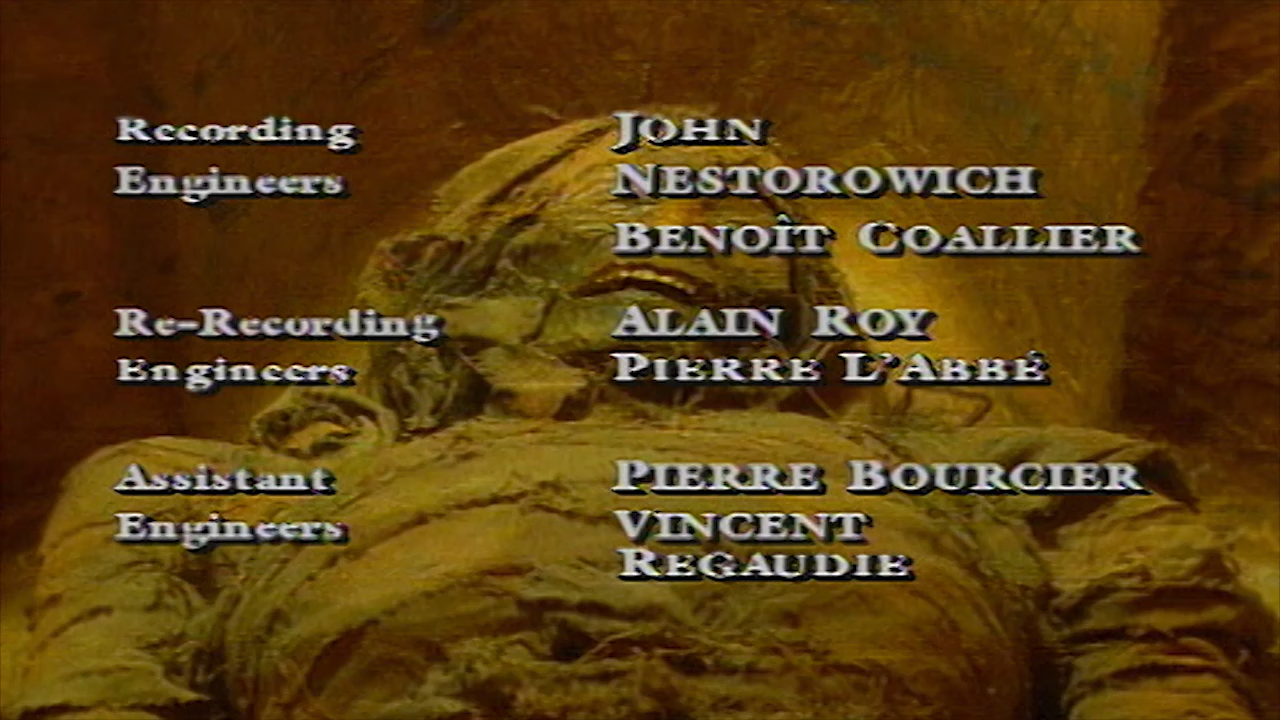 Recording JOHN
Engineers NESTOROWICH
BENOÎT COALLIER
Re-Recording ALAIN ROY
Engineers PIERRE L'ABBÉ
Assistant PIERRE BOURCIER
Engineers VINCENT
REGAUDIE